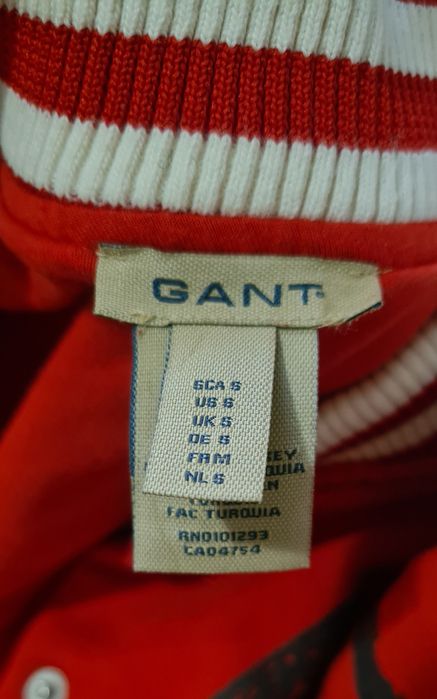 GANT
SCA S
US S
UK S
DE S
FR M
NL S
FAC TURQUIA
RN0101293
CA04754